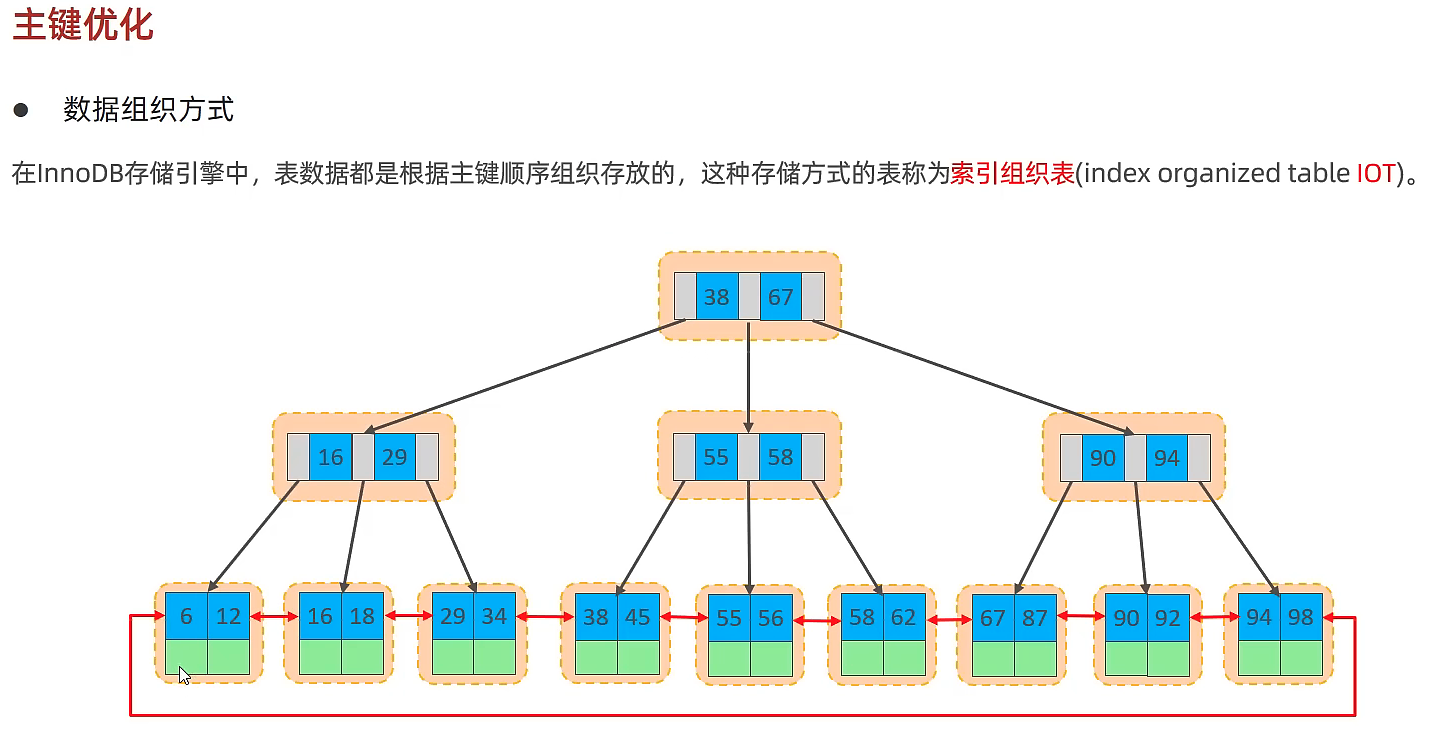 主键优化
● 数据组织方式
在InnoDB存储引擎中，表数据都是根据主键顺序组织存放的，这种存储方式的表称为索引组织表(index organized table IOT)。
38 67
16 29 55 58 90 94
6 12 16 18 29 34 38 45 55 56 58 62 67 87 90 92 94 98